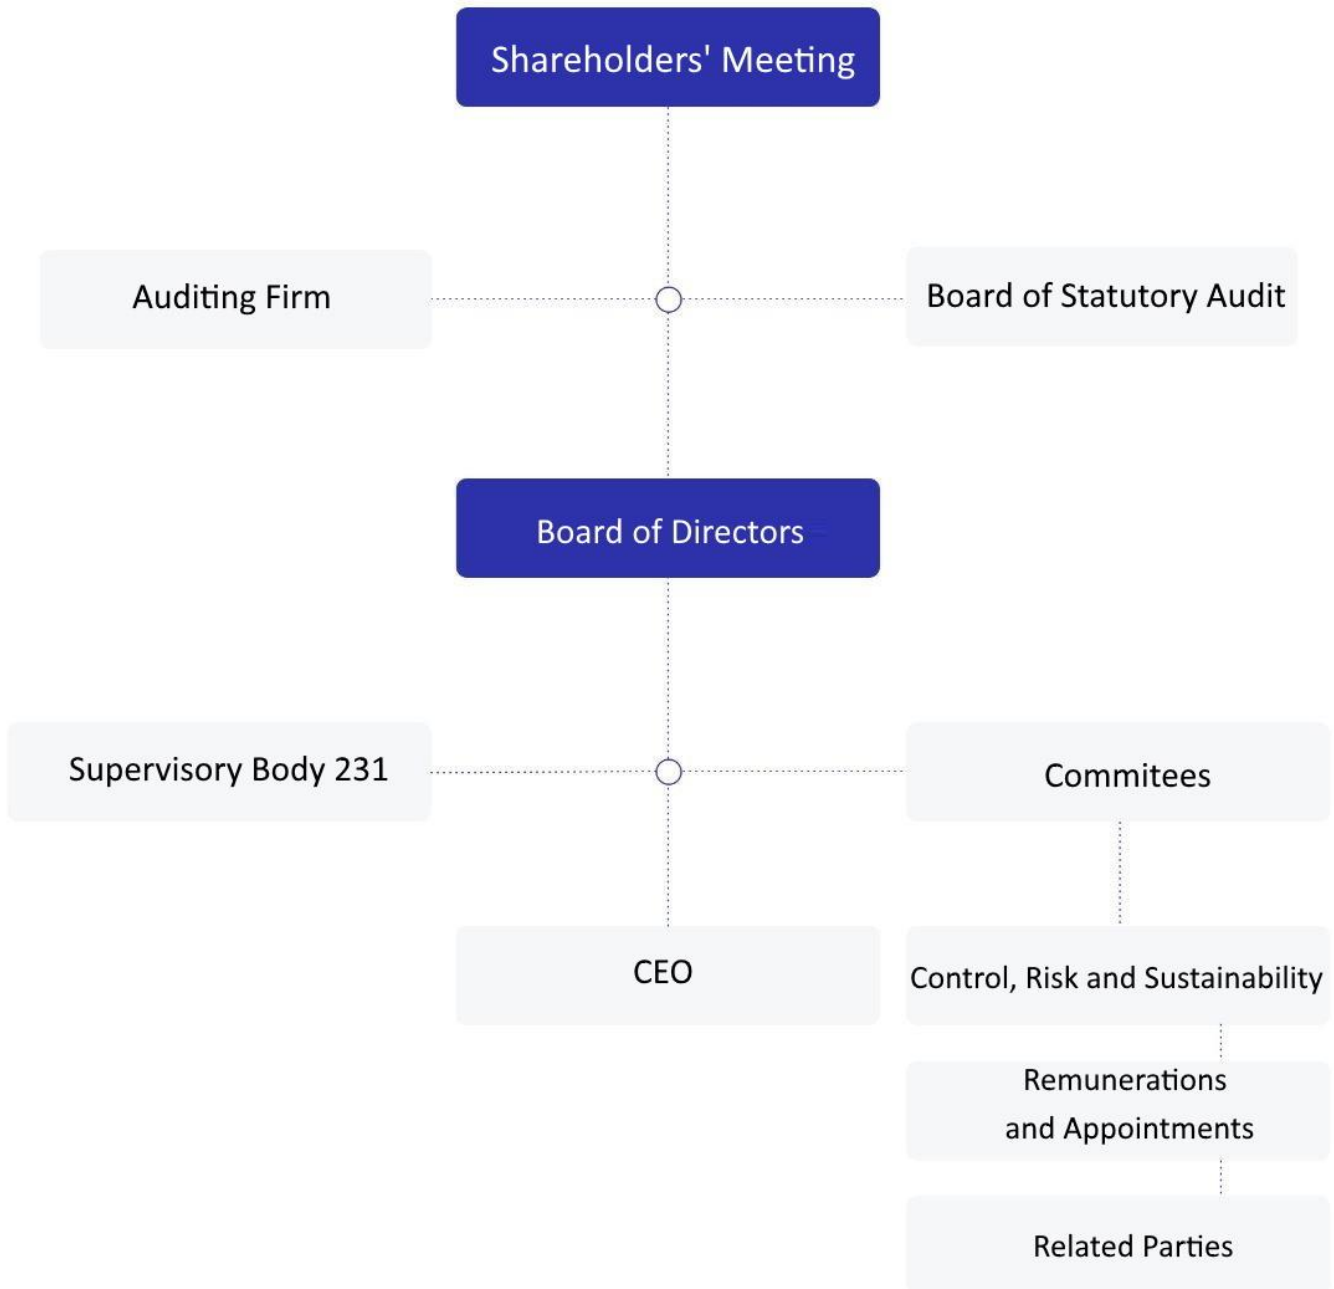 Shareholders' Meeting
Auditing Firm
Board of Statutory Audit
Board of Directors
Supervisory Body 231
Commitees
CEO
Control, Risk and Sustainability
Remunerations
and Appointments
Related Parties